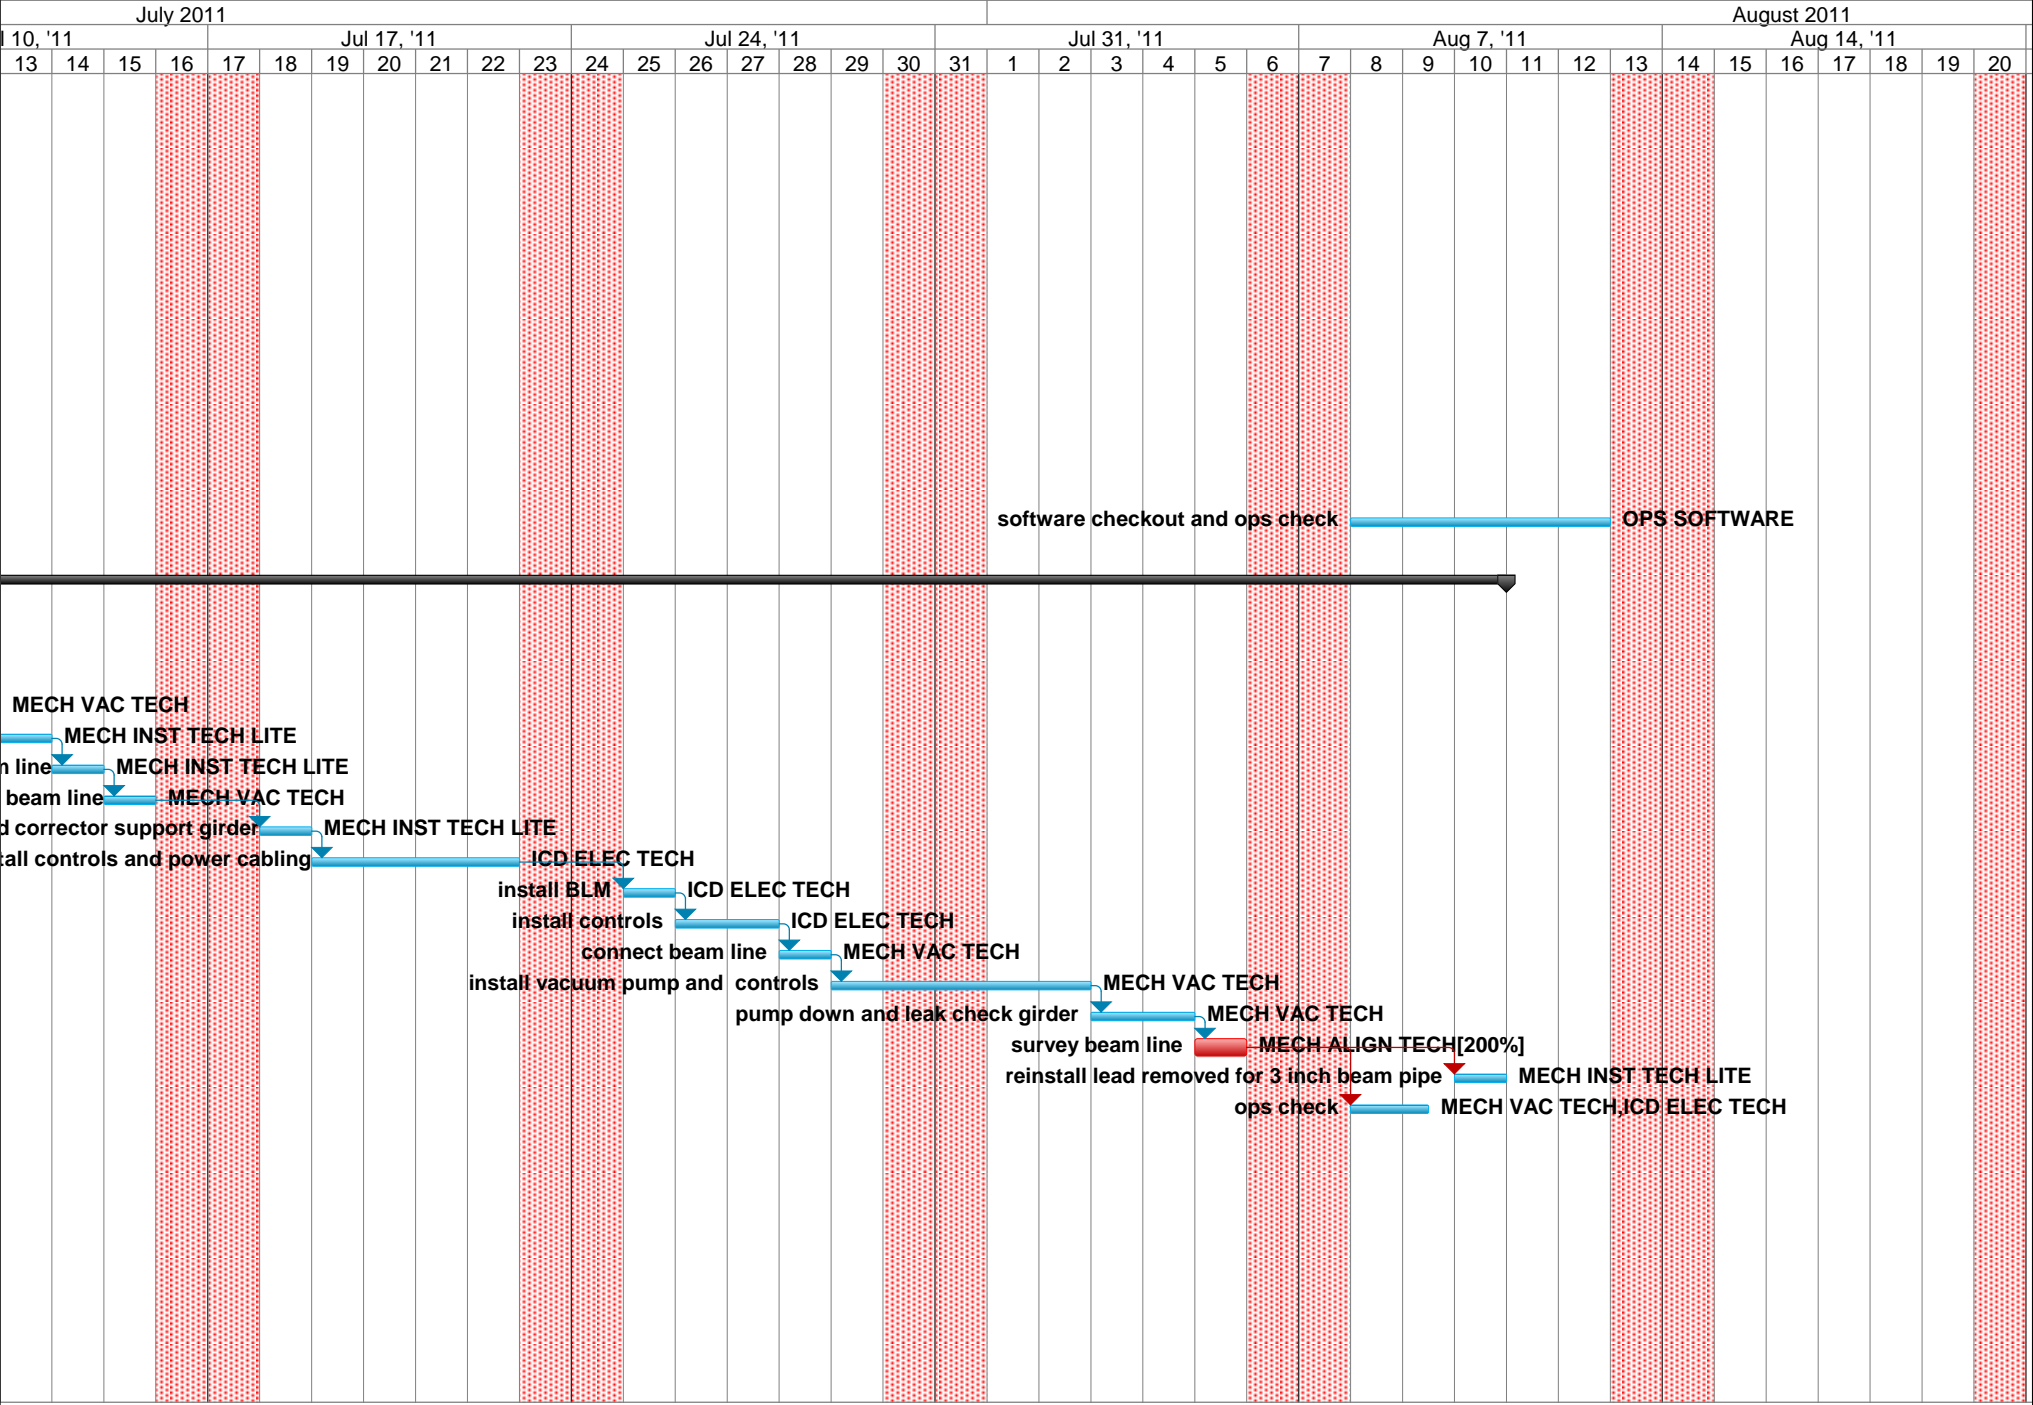 July 2011 August 2011
l 10, '11 Jul 17, '11 Jul 24, '11 Jul 31, '11 Aug 7, '11 Aug 14, '11
13 14 15 16 17 18 19 20 21 22 23 24 25 26 27 28 29 30 31 1 2 3 4 5 6 7 8 9 10 11 12 13 14 15 16 17 18 19 20
software checkout and ops check OPS SOFTWARE
MECH VAC TECH
MECH INST TECH LITE
line MECH INST TECH LITE
beam line MECH VAC TECH
d corrector support girder MECH INST TECH LITE
tall controls and power cabling ICD ELEC TECH
install BLM ICD ELEC TECH
install controls ICD ELEC TECH
connect beam line MECH VAC TECH
install vacuum pump and controls MECH VAC TECH
pump down and leak check girder MECH VAC TECH
survey beam line MECH ALIGN TECH[200%]
reinstall lead removed for 3 inch beam pipe MECH INST TECH LITE
ops check MECH VAC TECH,ICD ELEC TECH